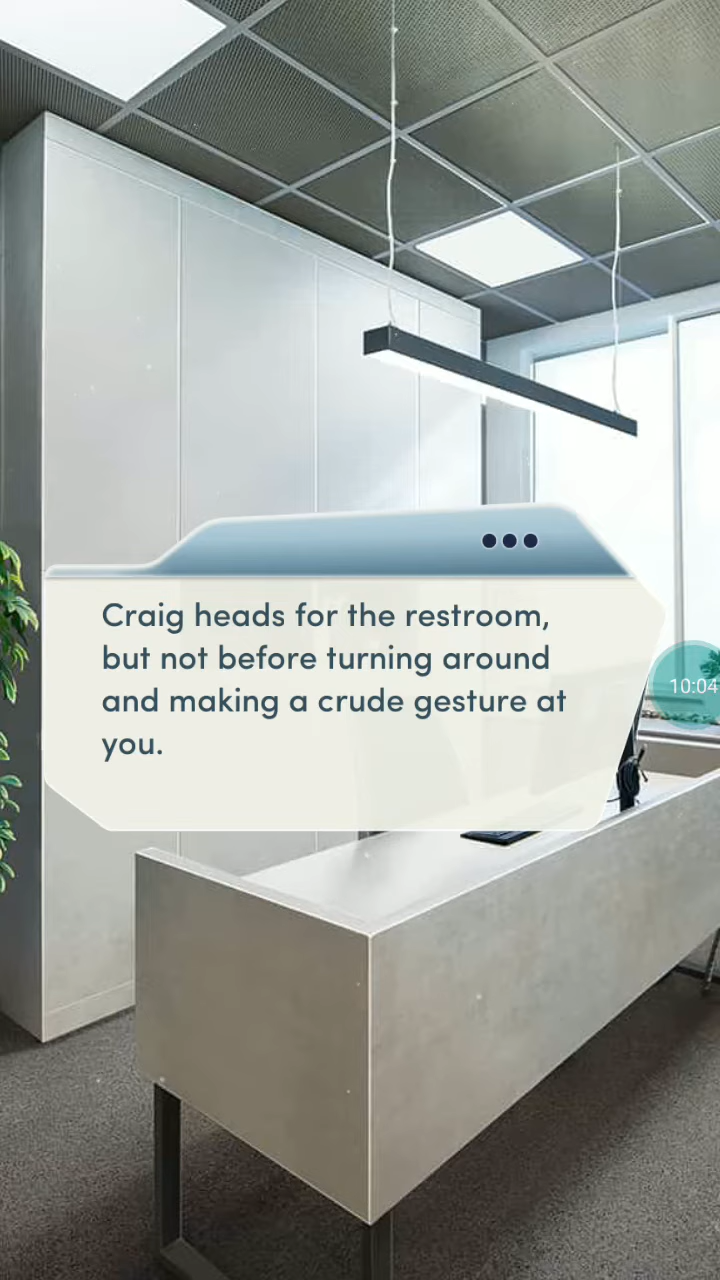 Craig heads for the restroom,
but not before turning around
and making a crude gesture at
you.
10:04